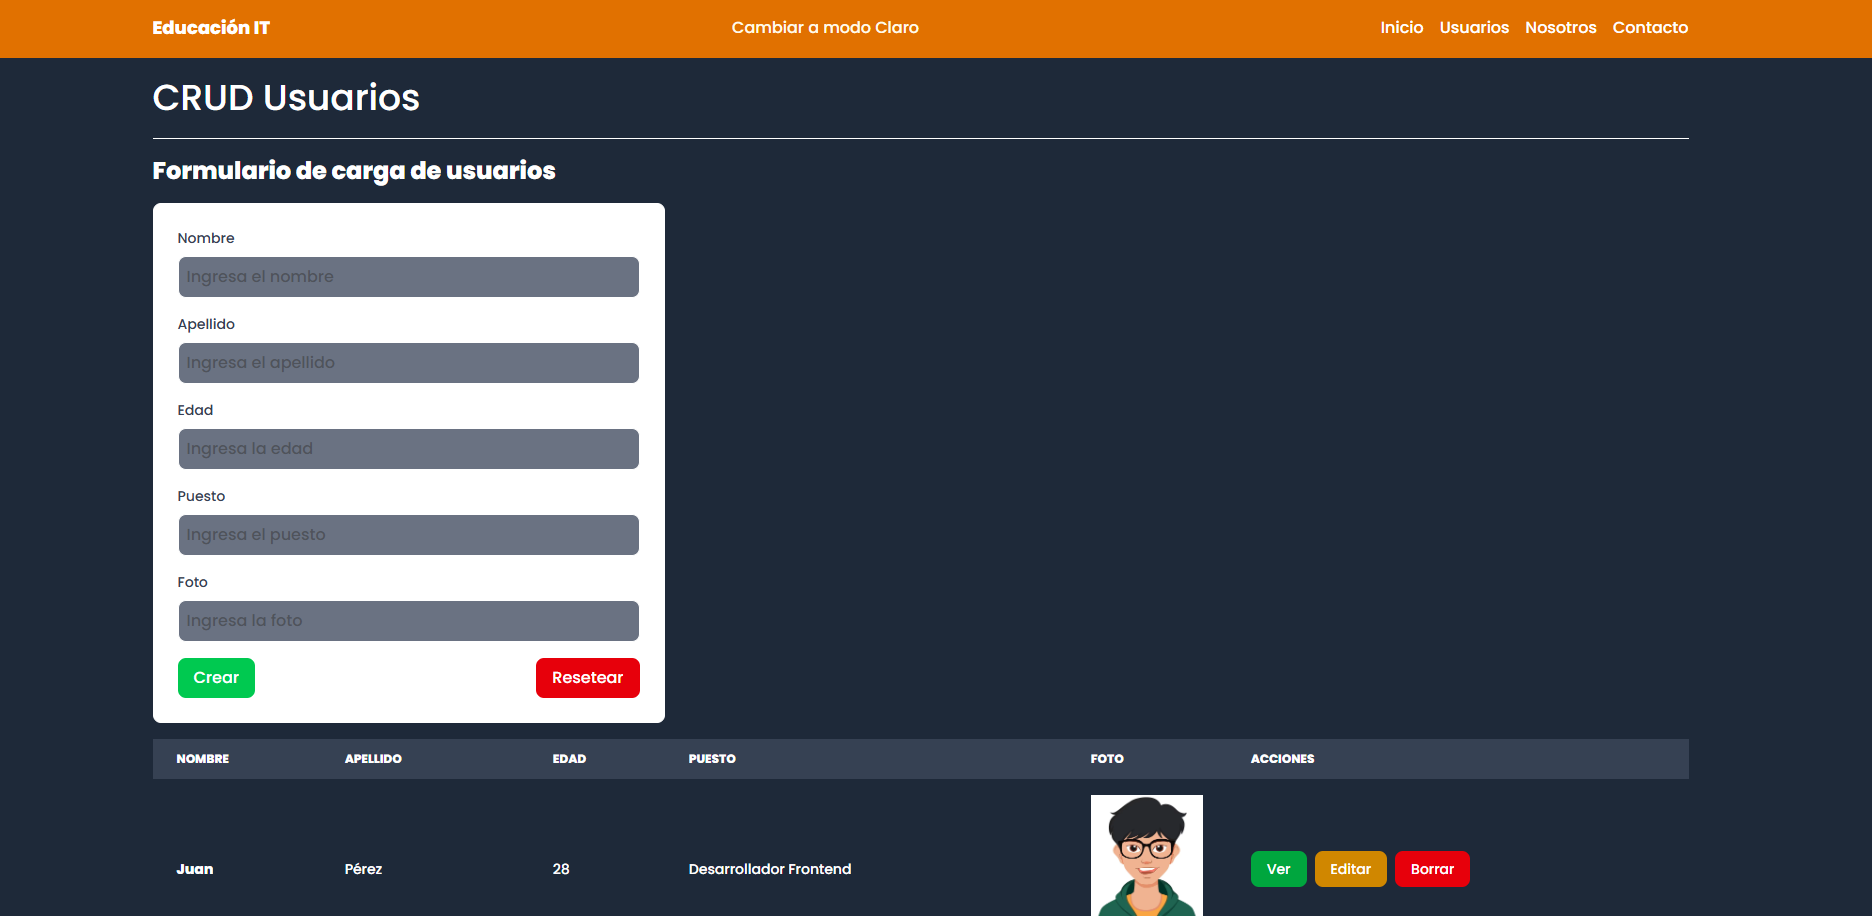 Educación IT
Cambiar a modo Claro
Inicio Usuarios Nosotros Contacto
CRUD Usuarios
Formulario de carga de usuarios
Nombre
Ingresa el nombre
Apellido
Ingresa el apellido
Edad
Ingresa la edad
Puesto
Ingresa el puesto
Foto
Ingresa la foto
Crear Resetear
NOMBRE APELLIDO EDAD PUESTO FOTO ACCIONES
Juan Pérez 28 Desarrollador Frontend Ver Editar Borrar